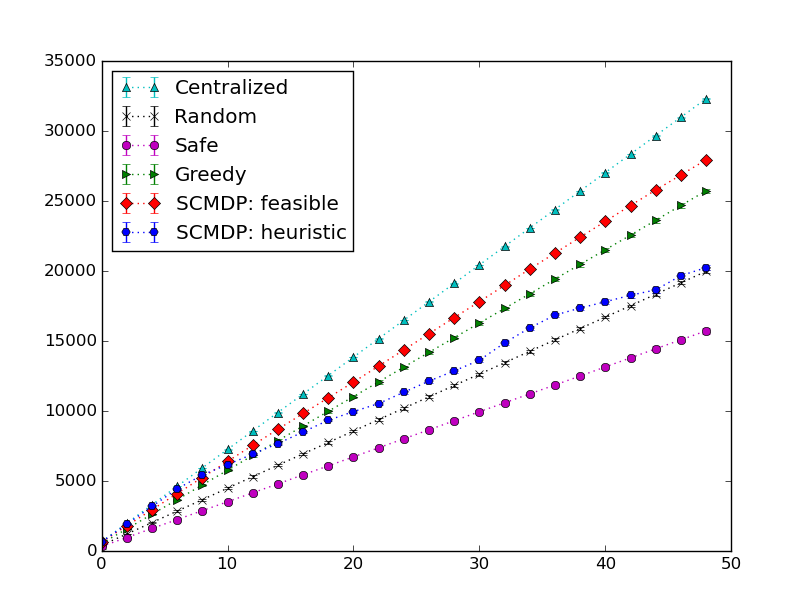 35000
30000
25000
20000
15000
10000
5000
0
Centralized
Random
Safe
Greedy
SCMDP: feasible
SCMDP: heuristic
0 10 20 30 40 50